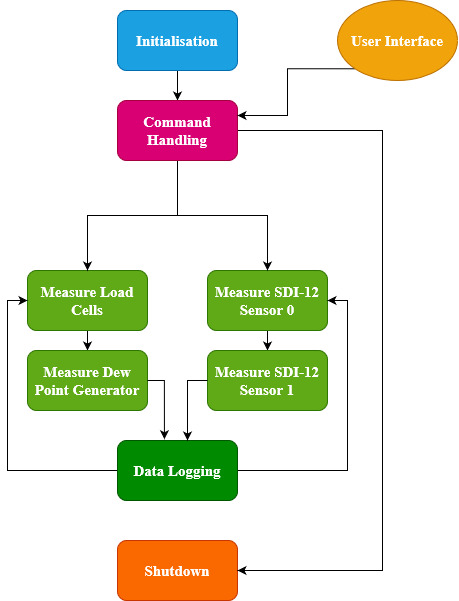 Initialisation
User Interface
Command
Handling
Measure Load
Cells
Measure SDI-12
Sensor 0
Measure Dew
Point Generator
Measure SDI-12
Sensor 1
Data Logging
Shutdown